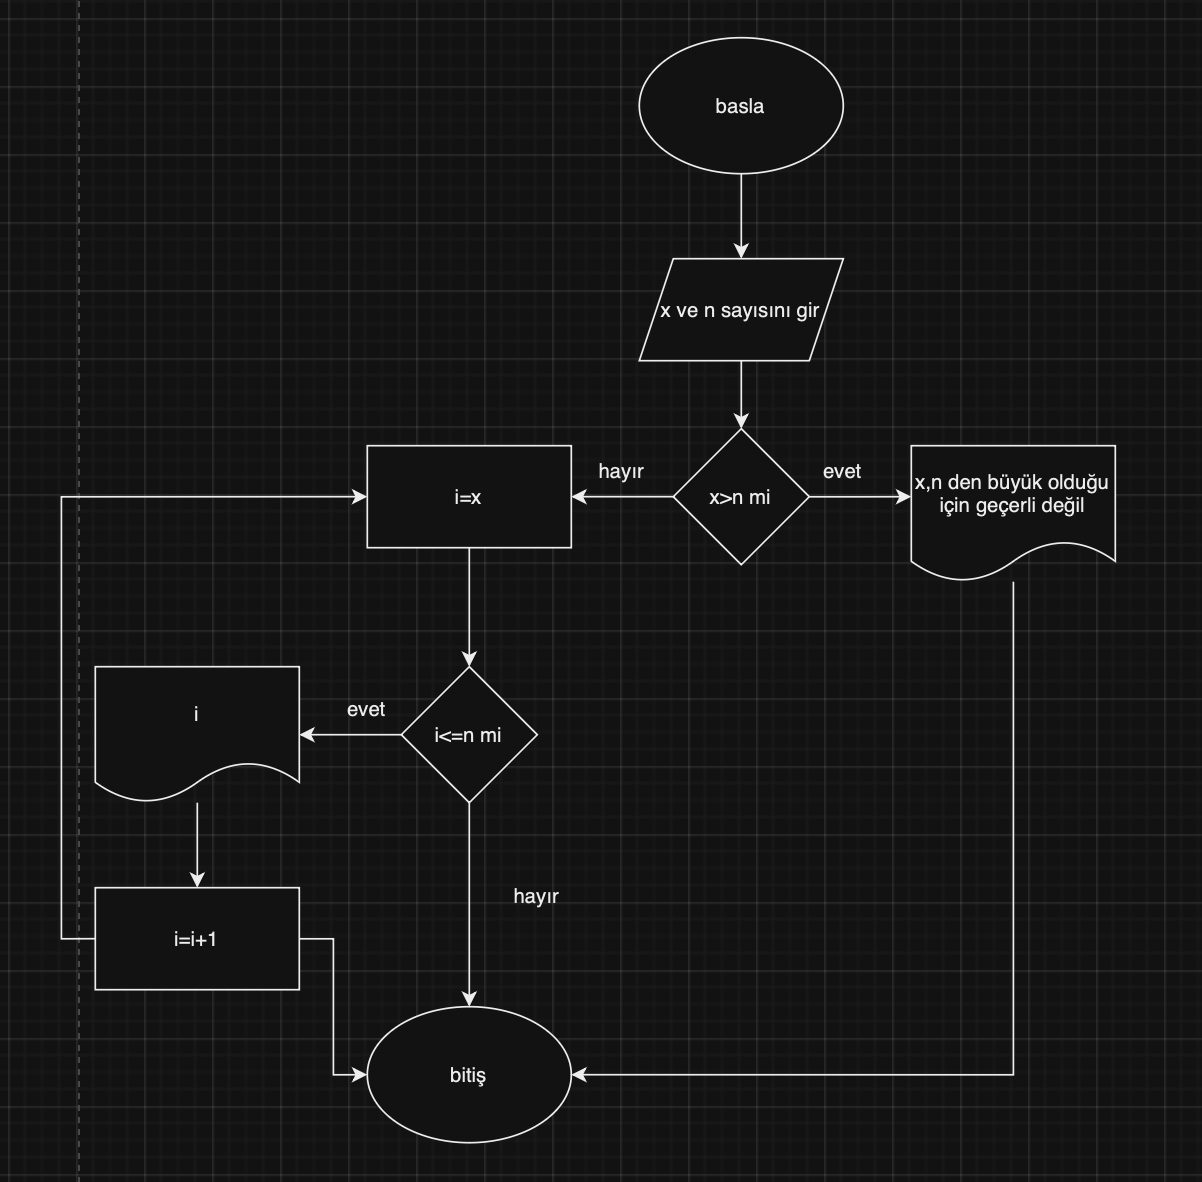 basla
x ve n sayısını gir
x>n mi
hayır
evet
i=x
x,n den büyük olduğu
için geçerli değil
i<=n mi
evet
i
hayır
i=i+1
bitiş